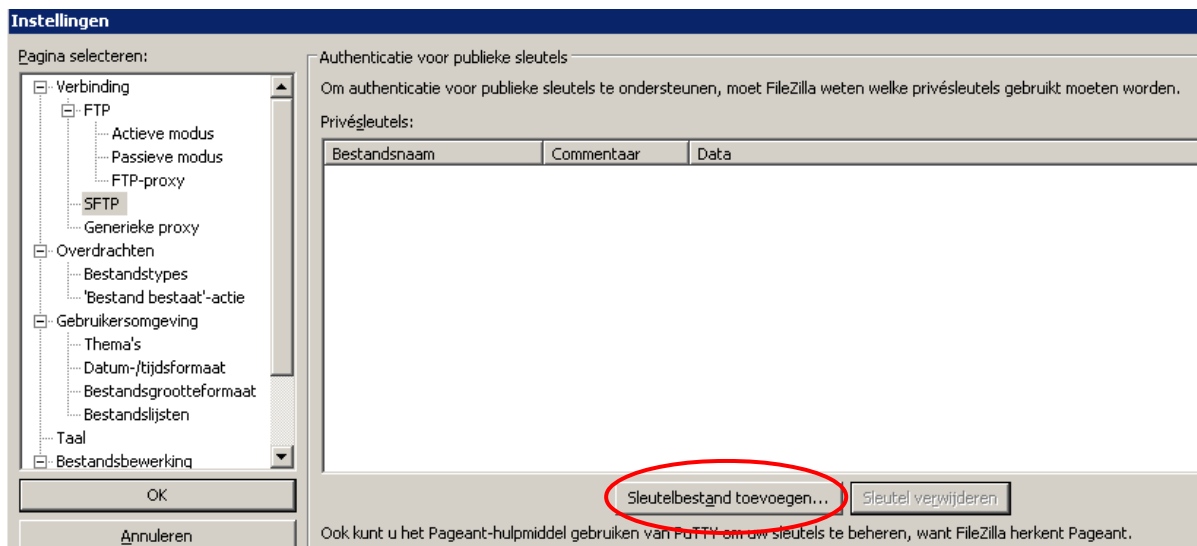 Instellingen
Pagina selecteren:
Verbinding
FTP
Actieve modus
Passieve modus
FTP-proxy
SFTP
Generieke proxy
Overdrachten
Bestandstypes
'Bestand bestaat'-actie
Gebruikersomgeving
Thema's
Datum-/tijdsformaat
Bestandsgrootteformaat
Bestandslijsten
Taal
Bestandsbewerking
OK
Annuleren
Authenticatie voor publieke sleutels
Om authenticatie voor publieke sleutels te ondersteunen, moet FileZilla weten welke privésleutels gebruikt moeten worden.
Privésleutels:
Bestandsnaam Commentaar Data
Sleutelbestand toevoegen... Sleutel verwijderen
Ook kunt u het Pageant-hulpmiddel gebruiken van PuTTY om uw sleutels te beheren, want FileZilla herkent Pageant.